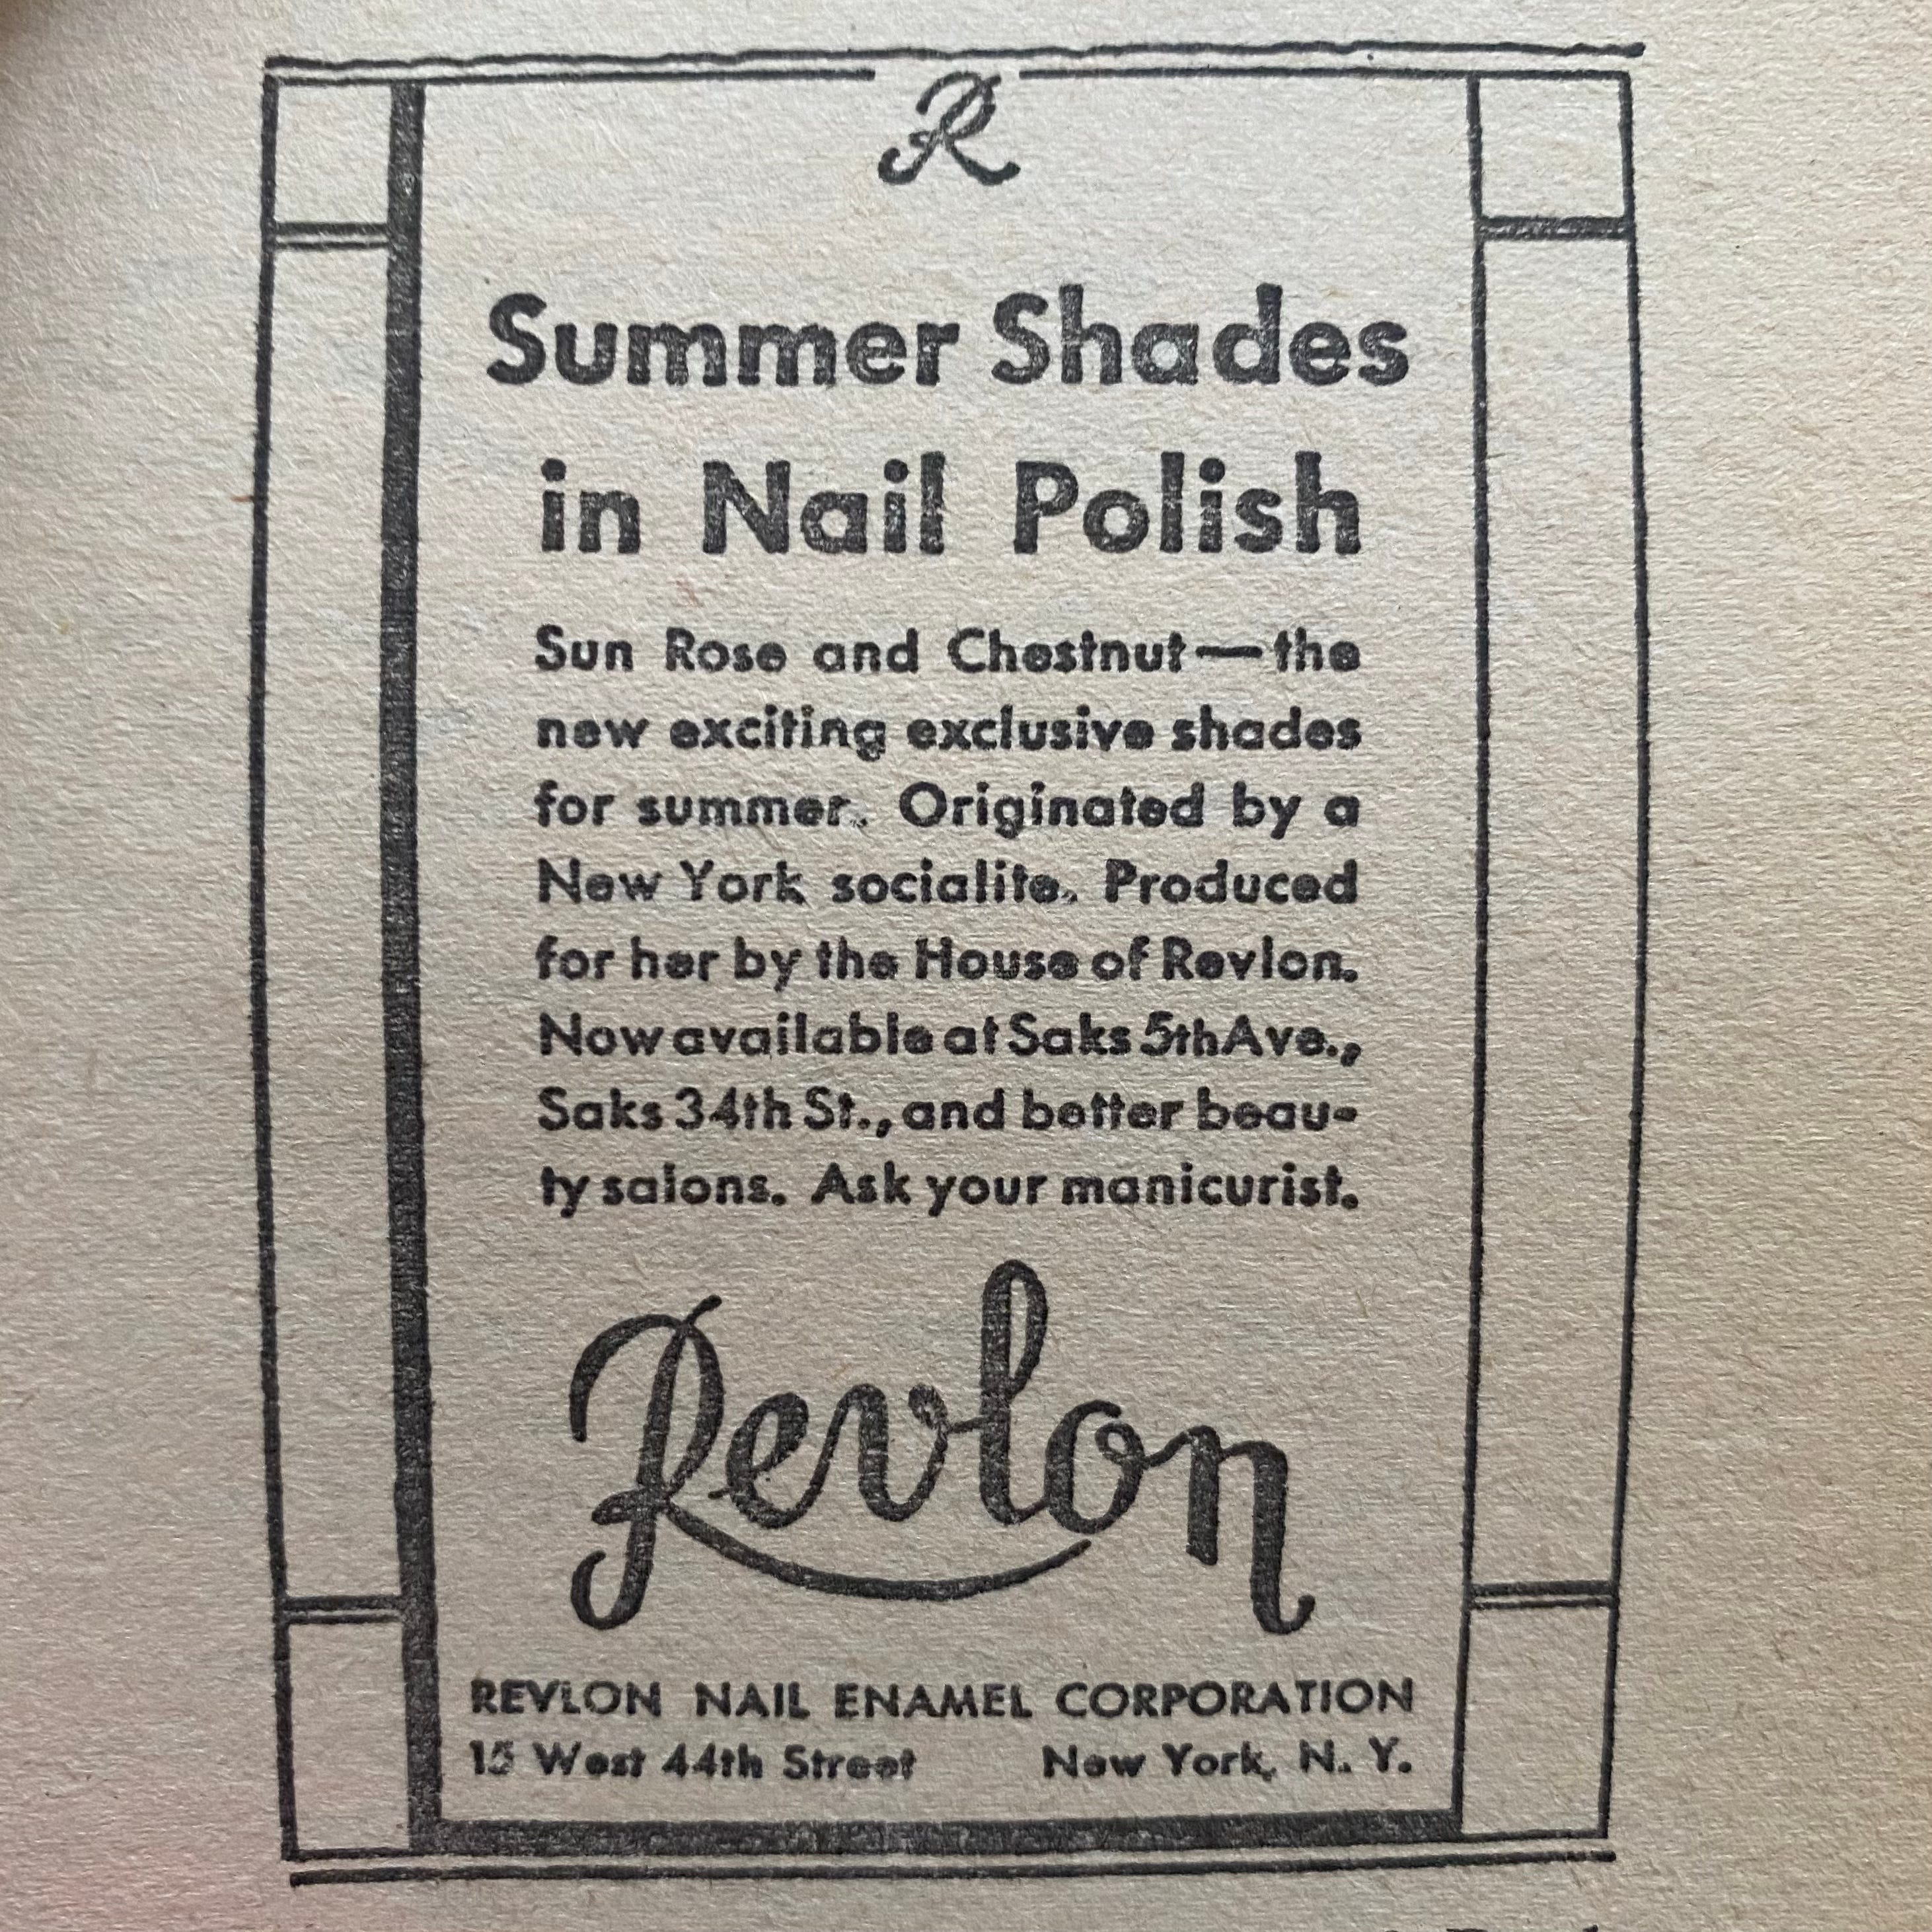 R
Summer Shades
in Nail Polish
Sun Rose and Chestnut—the
new exciting exclusive shades
for summer. Originated by a
New York socialite. Produced
for her by the House of Revlon.
Now available at Saks 5th Ave.,
Saks 34th St., and better beau-
ty salons. Ask your manicurist.
Revlon
REVLON NAIL ENAMEL CORPORATION
15 West 44th Street New York, N. Y.